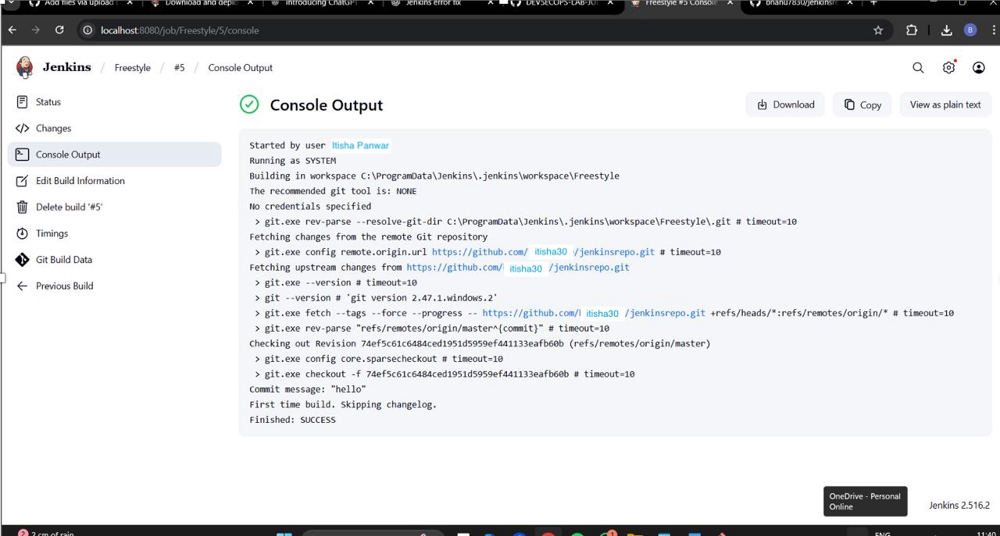 Add files via upload
Download and deplo
Introducing ChatGPT
Jenkins error fix
DEVSECOPS-LAB-JOU
Freestyle #5 Console
bhanu7830/jenkinsre
localhost:8080/job/Freestyle/5/console
B
Jenkins / Freestyle / #5 / Console Output
Status
Changes
Console Output
Edit Build Information
Delete build '#5'
Timings
Git Build Data
Previous Build
Console Output
Download
Copy
View as plain text
Started by user Itisha Panwar
Running as SYSTEM
Building in workspace C:\ProgramData\Jenkins\.jenkins\workspace\Freestyle
The recommended git tool is: NONE
No credentials specified
> git.exe rev-parse --resolve-git-dir C:\ProgramData\Jenkins\.jenkins\workspace\Freestyle\.git # timeout=10
Fetching changes from the remote Git repository
> git.exe config remote.origin.url https://github.com/ itisha30 /jenkinsrepo.git # timeout=10
Fetching upstream changes from https://github.com/ itisha30 /jenkinsrepo.git
> git.exe --version # timeout=10
> git --version # 'git version 2.47.1.windows.2'
> git.exe fetch --tags --force --progress -- https://github.com/ itisha30 /jenkinsrepo.git +refs/heads/*:refs/remotes/origin/* # timeout=10
> git.exe rev-parse "refs/remotes/origin/master^{commit}" # timeout=10
Checking out Revision 74ef5c61c6484ced1951d5959ef441133eafb60b (refs/remotes/origin/master)
> git.exe config core.sparsecheckout # timeout=10
> git.exe checkout -f 74ef5c61c6484ced1951d5959ef441133eafb60b # timeout=10
Commit message: "hello"
First time build. Skipping changelog.
Finished: SUCCESS
OneDrive - Personal
Online
Jenkins 2.516.2
2 cm of rain
1
ENG
11:40